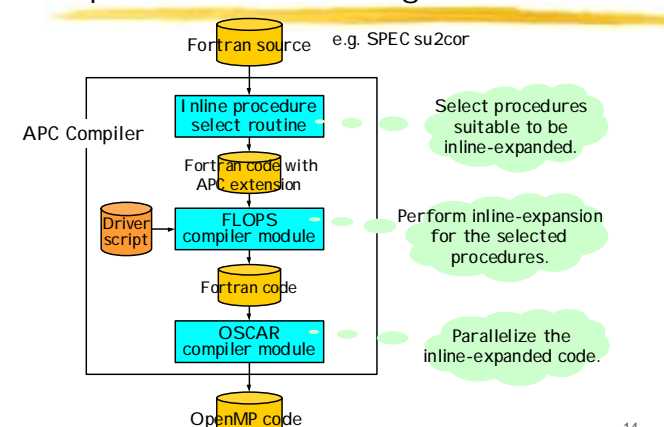 Fortran source
e.g. SPEC su2cor
APC Compiler
Inline procedure
select routine
Select procedures
suitable to be
inline-expanded.
Fortran code with
APC extension
Driver
script
FLOPS
compiler module
Perform inline-expansion
for the selected
procedures.
Fortran code
OSCAR
compiler module
Parallelize the
inline-expanded code.
OpenMP code
14